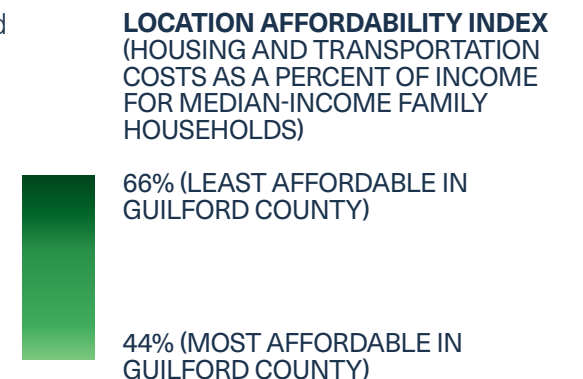 LOCATION AFFORDABILITY INDEX
(HOUSING AND TRANSPORTATION
COSTS AS A PERCENT OF INCOME
FOR MEDIAN-INCOME FAMILY
HOUSEHOLDS)
66% (LEAST AFFORDABLE IN
GUILFORD COUNTY)
44% (MOST AFFORDABLE IN
GUILFORD COUNTY)